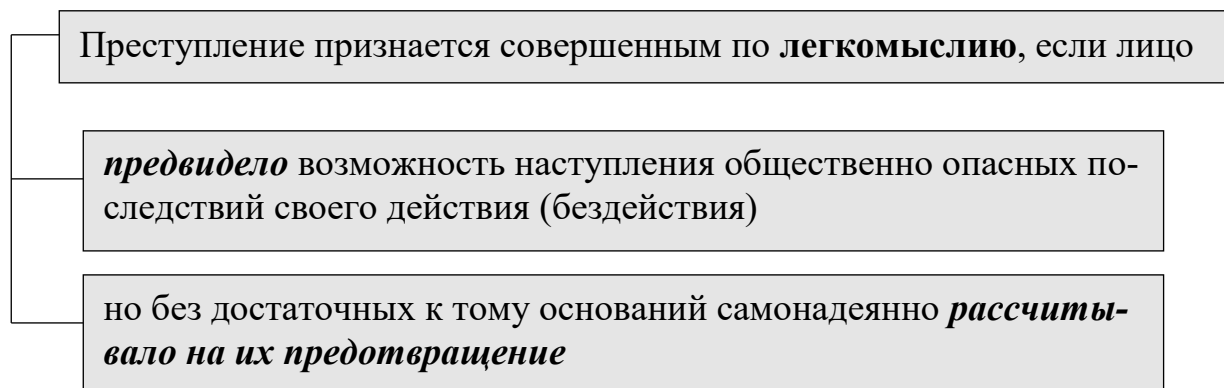 Преступление признается совершенным по легкомыслию, если лицо
предвидело возможность наступления общественно опасных по-
следствий своего действия (бездействия)
но без достаточных к тому оснований самонадеянно рассчиты-
вало на их предотвращение